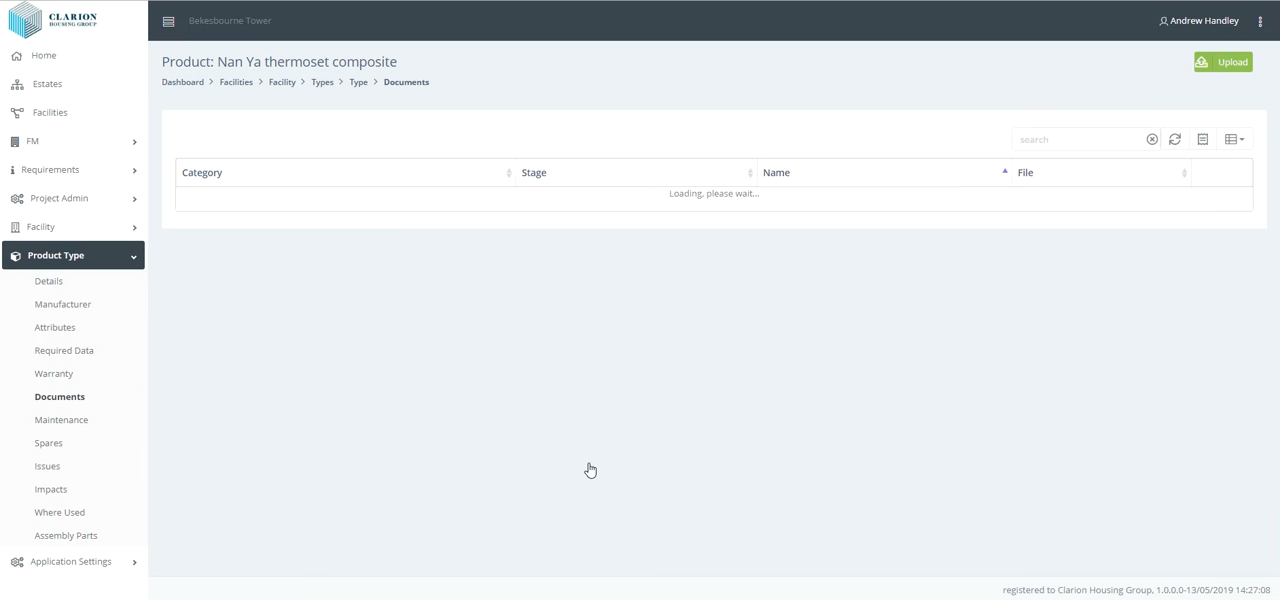 CLARION
HOUSING GROUP
Bekesbourne Tower
Andrew Handley
Home
Estates
Facilities
FM
Requirements
Project Admin
Facility
Product Type
Details
Manufacturer
Attributes
Required Data
Warranty
Documents
Maintenance
Spares
Issues
Impacts
Where Used
Assembly Parts
Application Settings
Product: Nan Ya thermoset composite
Upload
Dashboard > Facilities > Facility > Types > Type > Documents
search
Category Stage Name File
Loading, please wait...
registered to Clarion Housing Group, 1.0.0.0-13/05/2019 14:27:08